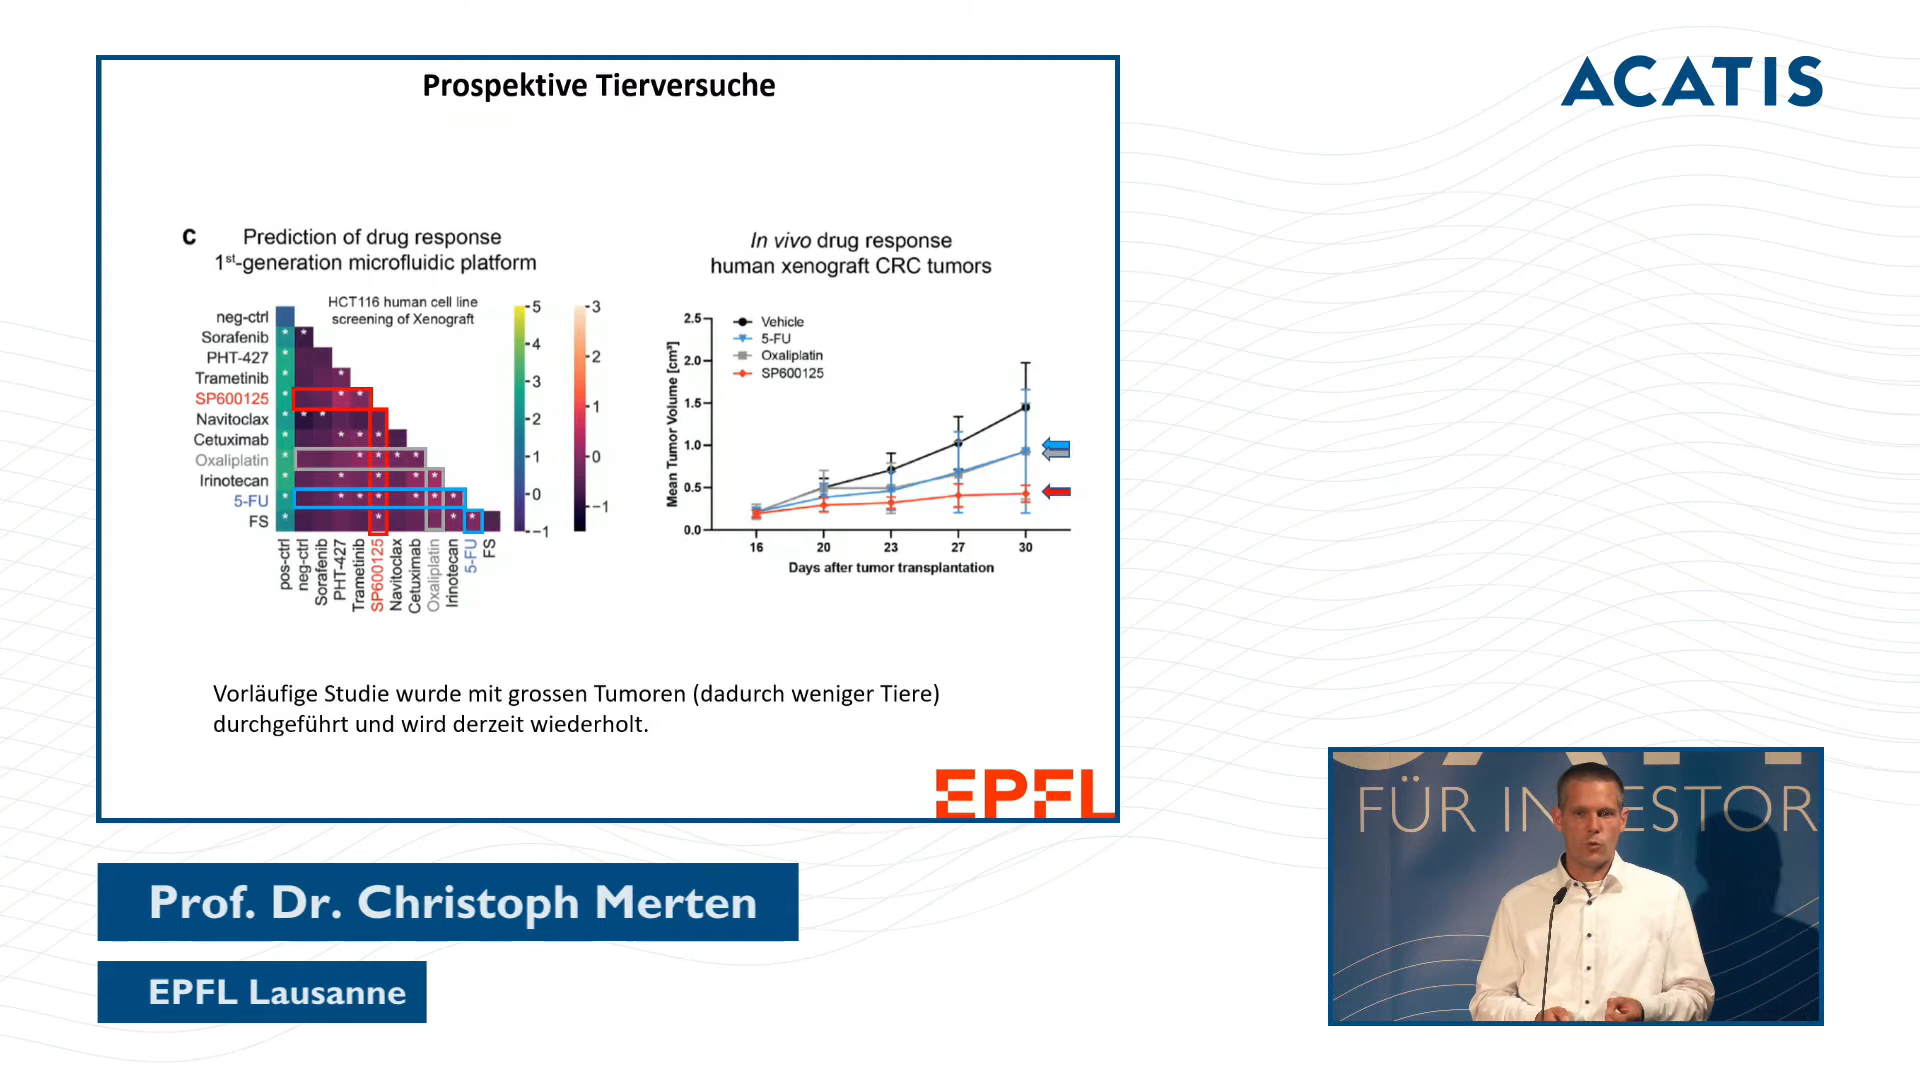 ACATIS
Prospektive Tierversuche
c
Prediction of drug response
1st-generation microfluidic platform
HCT116 human cell line
screening of Xenograft
neg-ctrl
Sorafenib
PHT-427
Trametinib
SP600125
Navitoclax
Cetuximab
Oxaliplatin
Irinotecan
5-FU
FS
pos-ctrl
neg-ctrl
Sorafenib
PHT-427
Trametinib
SP600125
Navitoclax
Cetuximab
Oxaliplatin
Irinotecan
5-FU
FS
5
4
3
2
1
0
-1
3
2
1
0
-1
In vivo drug response
human xenograft CRC tumors
Vehicle
5-FU
Oxaliplatin
SP600125
Mean Tumor Volume [cm³]
2.5
2.0
1.5
1.0
0.5
0.0
16 20 23 27 30
Days after tumor transplantation
Vorläufige Studie wurde mit grossen Tumoren (dadurch weniger Tiere)
durchgeführt und wird derzeit wiederholt.
EPFL
Prof. Dr. Christoph Merten
EPFL Lausanne
FÜR IN ESTOR